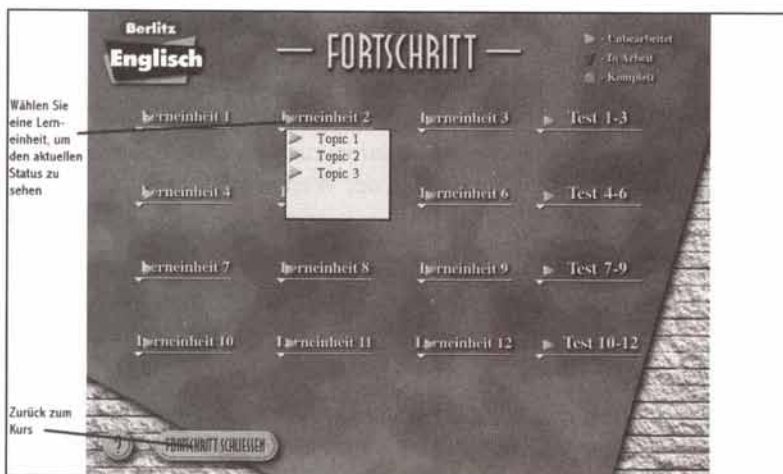 Berlitz
Englisch
FORTSCHRITT
- Unbearbeitet
- In Arbeit
- Komplett
Wählen Sie
eine Lern-
einheit, um
den aktuellen
Status zu
sehen
Lerneinheit 1
Lerneinheit 2
Lerneinheit 3
Test 1-3
Topic 1
Topic 2
Topic 3
Lerneinheit 4
Lerneinheit 6
Test 4-6
Lerneinheit 7
Lerneinheit 8
Lerneinheit 9
Test 7-9
Lerneinheit 10
Lerneinheit 11
Lerneinheit 12
Test 10-12
Zurück zum
Kurs
?
FORTSCHRITT SCHLIESSEN